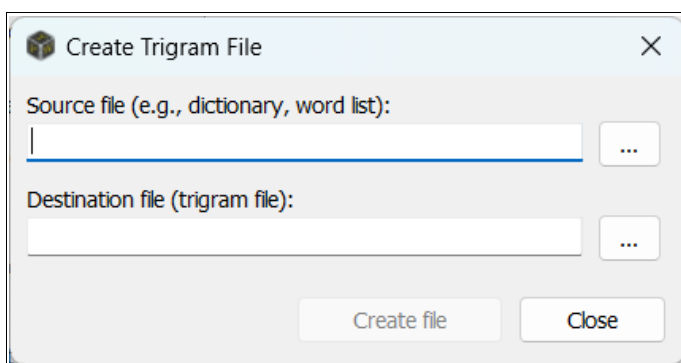 Create Trigram File
Source file (e.g., dictionary, word list):
...
Destination file (trigram file):
...
Create file Close